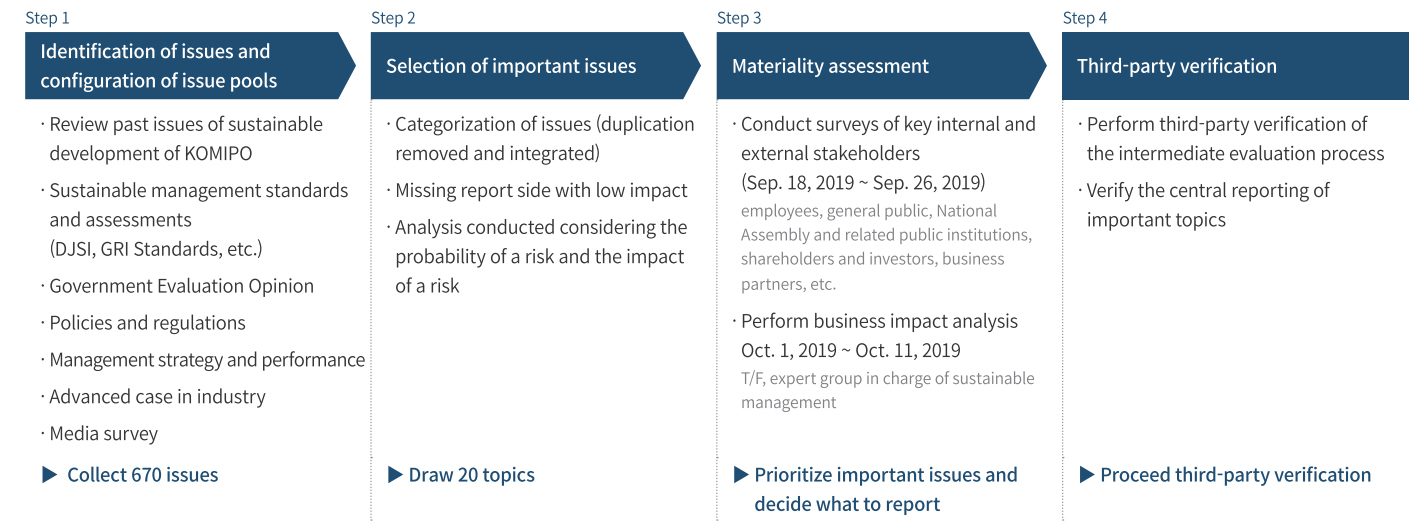 Step 1
Identification of issues and
configuration of issue pools
· Review past issues of sustainable
development of KOMIPO
· Sustainable management standards
and assessments
(DJSI, GRI Standards, etc.)
· Government Evaluation Opinion
· Policies and regulations
· Management strategy and performance
· Advanced case in industry
· Media survey
▶ Collect 670 issues
Step 2
Selection of important issues
· Categorization of issues (duplication
removed and integrated)
· Missing report side with low impact
· Analysis conducted considering the
probability of a risk and the impact
of a risk
▶ Draw 20 topics
Step 3
Materiality assessment
· Conduct surveys of key internal and
external stakeholders
(Sep. 18, 2019 ~ Sep. 26, 2019)
employees, general public, National
Assembly and related public institutions,
shareholders and investors, business
partners, etc.
· Perform business impact analysis
Oct. 1, 2019 ~ Oct. 11, 2019
T/F, expert group in charge of sustainable
management
▶ Prioritize important issues and
decide what to report
Step 4
Third-party verification
· Perform third-party verification of
the intermediate evaluation process
· Verify the central reporting of
important topics
▶ Proceed third-party verification